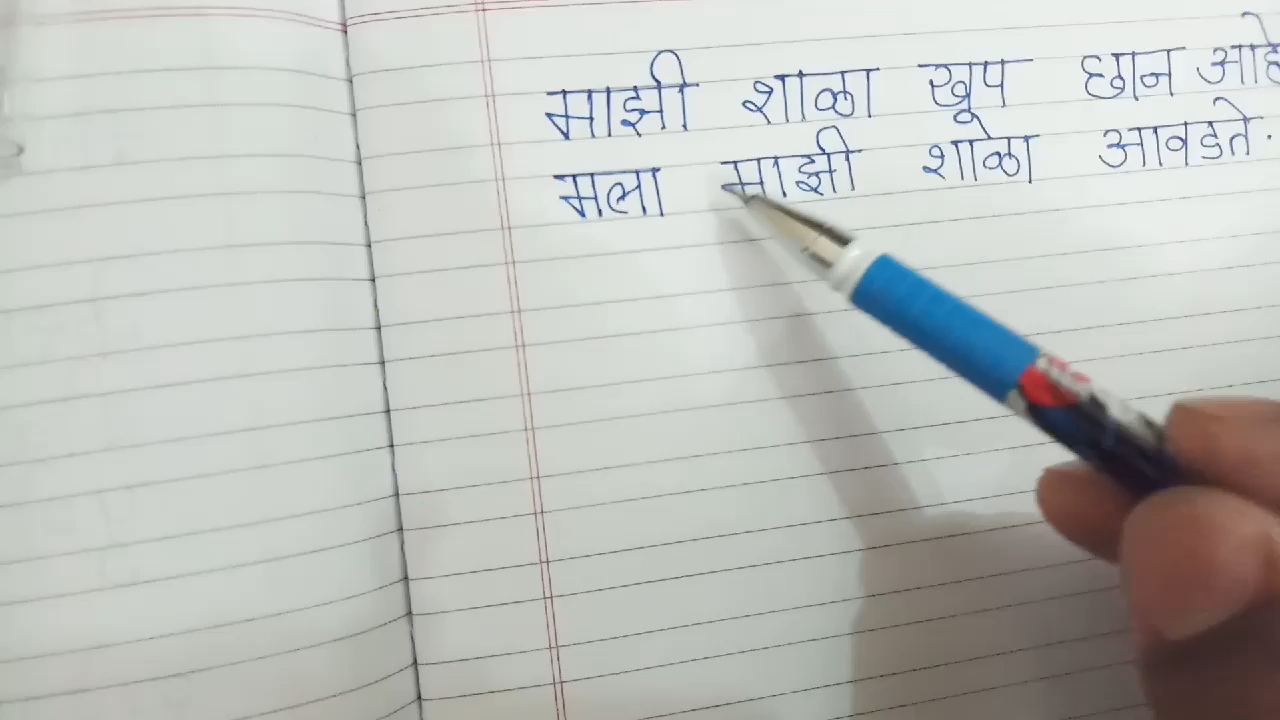 माझी शाळा खूप छान आहे
मला माझी शाळा आवडते.